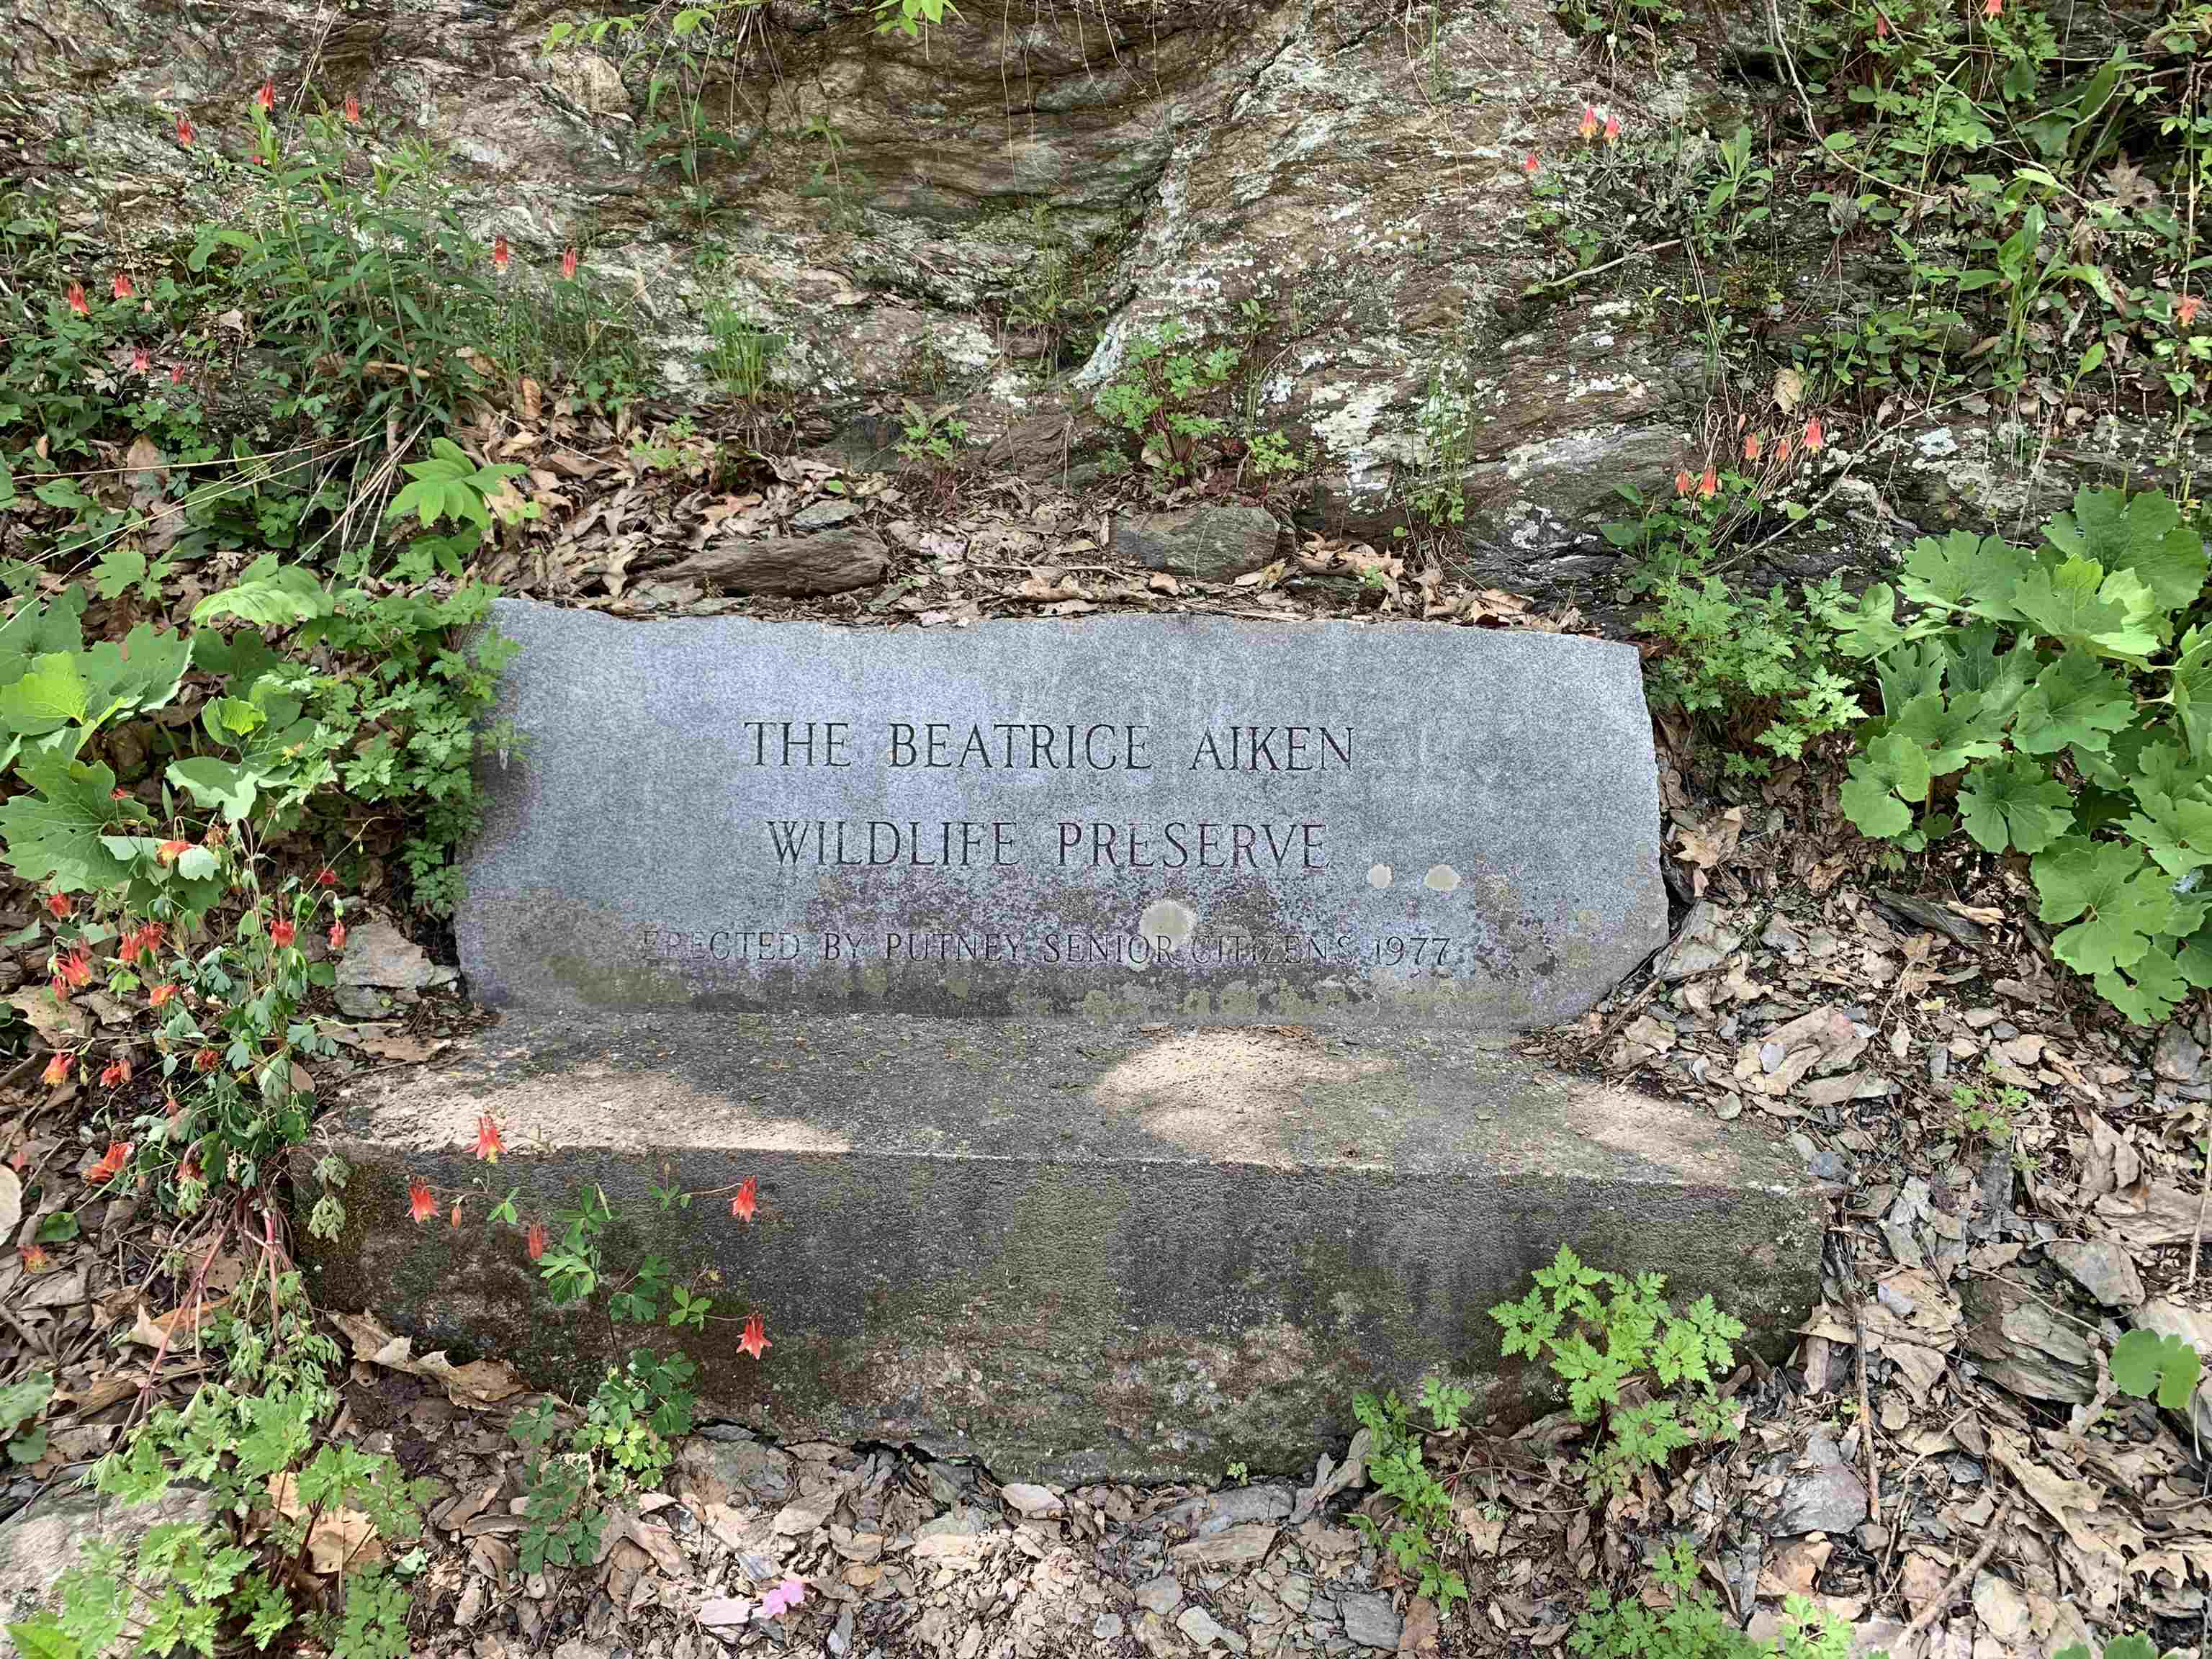 THE BEATRICE AIKEN
WILDLIFE PRESERVE
ERECTED BY PUTNEY SENIOR CITIZENS 1977